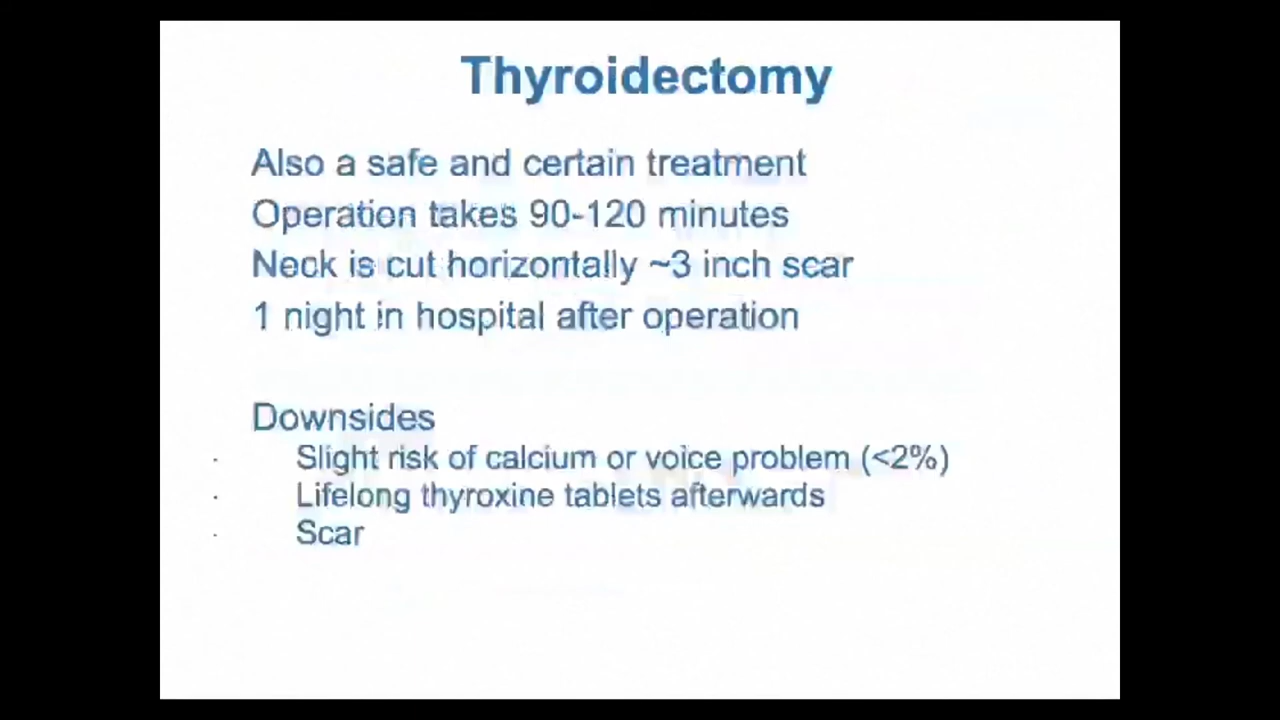 Thyroidectomy
Also a safe and certain treatment
Operation takes 90-120 minutes
Neck is cut horizontally ~3 inch scar
1 night in hospital after operation
Downsides
· Slight risk of calcium or voice problem (<2%)
· Lifelong thyroxine tablets afterwards
· Scar